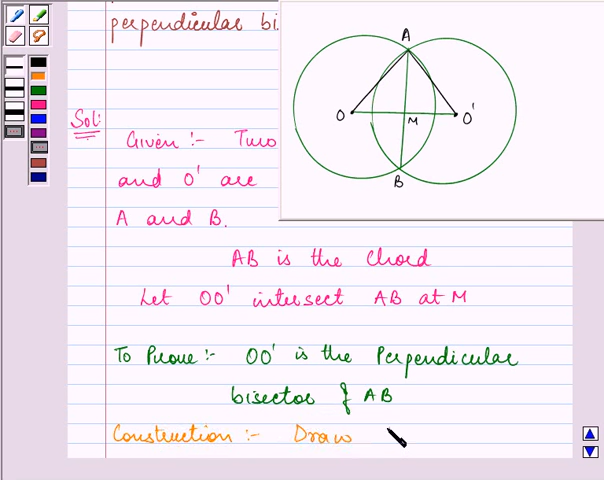 perpendicular bi
Sol:
Given :- Two
and O' are
A and B.
AB is the Chord
Let OO' intersect AB at M
To Prove :- OO' is the Perpendicular
bisector of AB
Construction :- Draw
A
O
M
O'
B